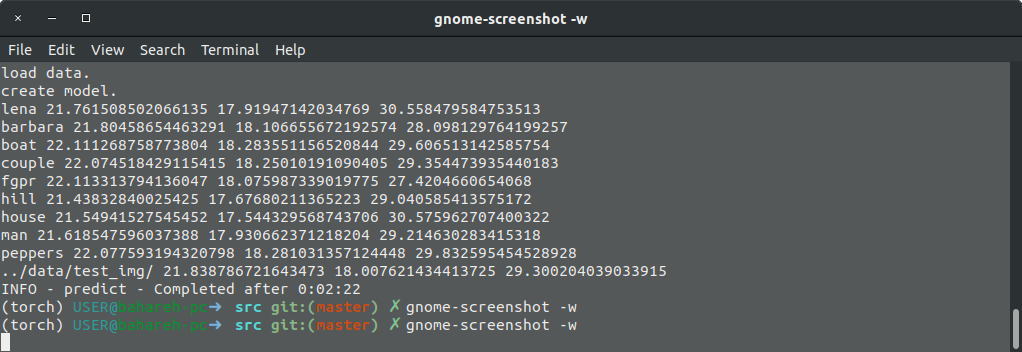 gnome-screenshot -w
File Edit View Search Terminal Help
load data.
create model.
lena 21.761508502066135 17.91947142034769 30.558479584753513
barbara 21.80458654463291 18.106655672192574 28.098129764199257
boat 22.111268758773804 18.283551156520844 29.606513142585754
couple 22.074518429115415 18.25010191090405 29.354473935440183
fgpr 22.113313794136047 18.075987339019775 27.4204660654068
hill 21.43832840025425 17.67680211365223 29.040585413575172
house 21.54941527545452 17.544329568743706 30.575962707400322
man 21.618547596037388 17.930662371218204 29.214630283415318
peppers 22.077593194320798 18.281031357124448 29.832595454528928
../data/test_img/ 21.838786721643473 18.007621434413725 29.300204039033915
INFO - predict - Completed after 0:02:22
(torch) USER@bahareh-pc➜ src git:(master) ✗ gnome-screenshot -w
(torch) USER@bahareh-pc➜ src git:(master) ✗ gnome-screenshot -w